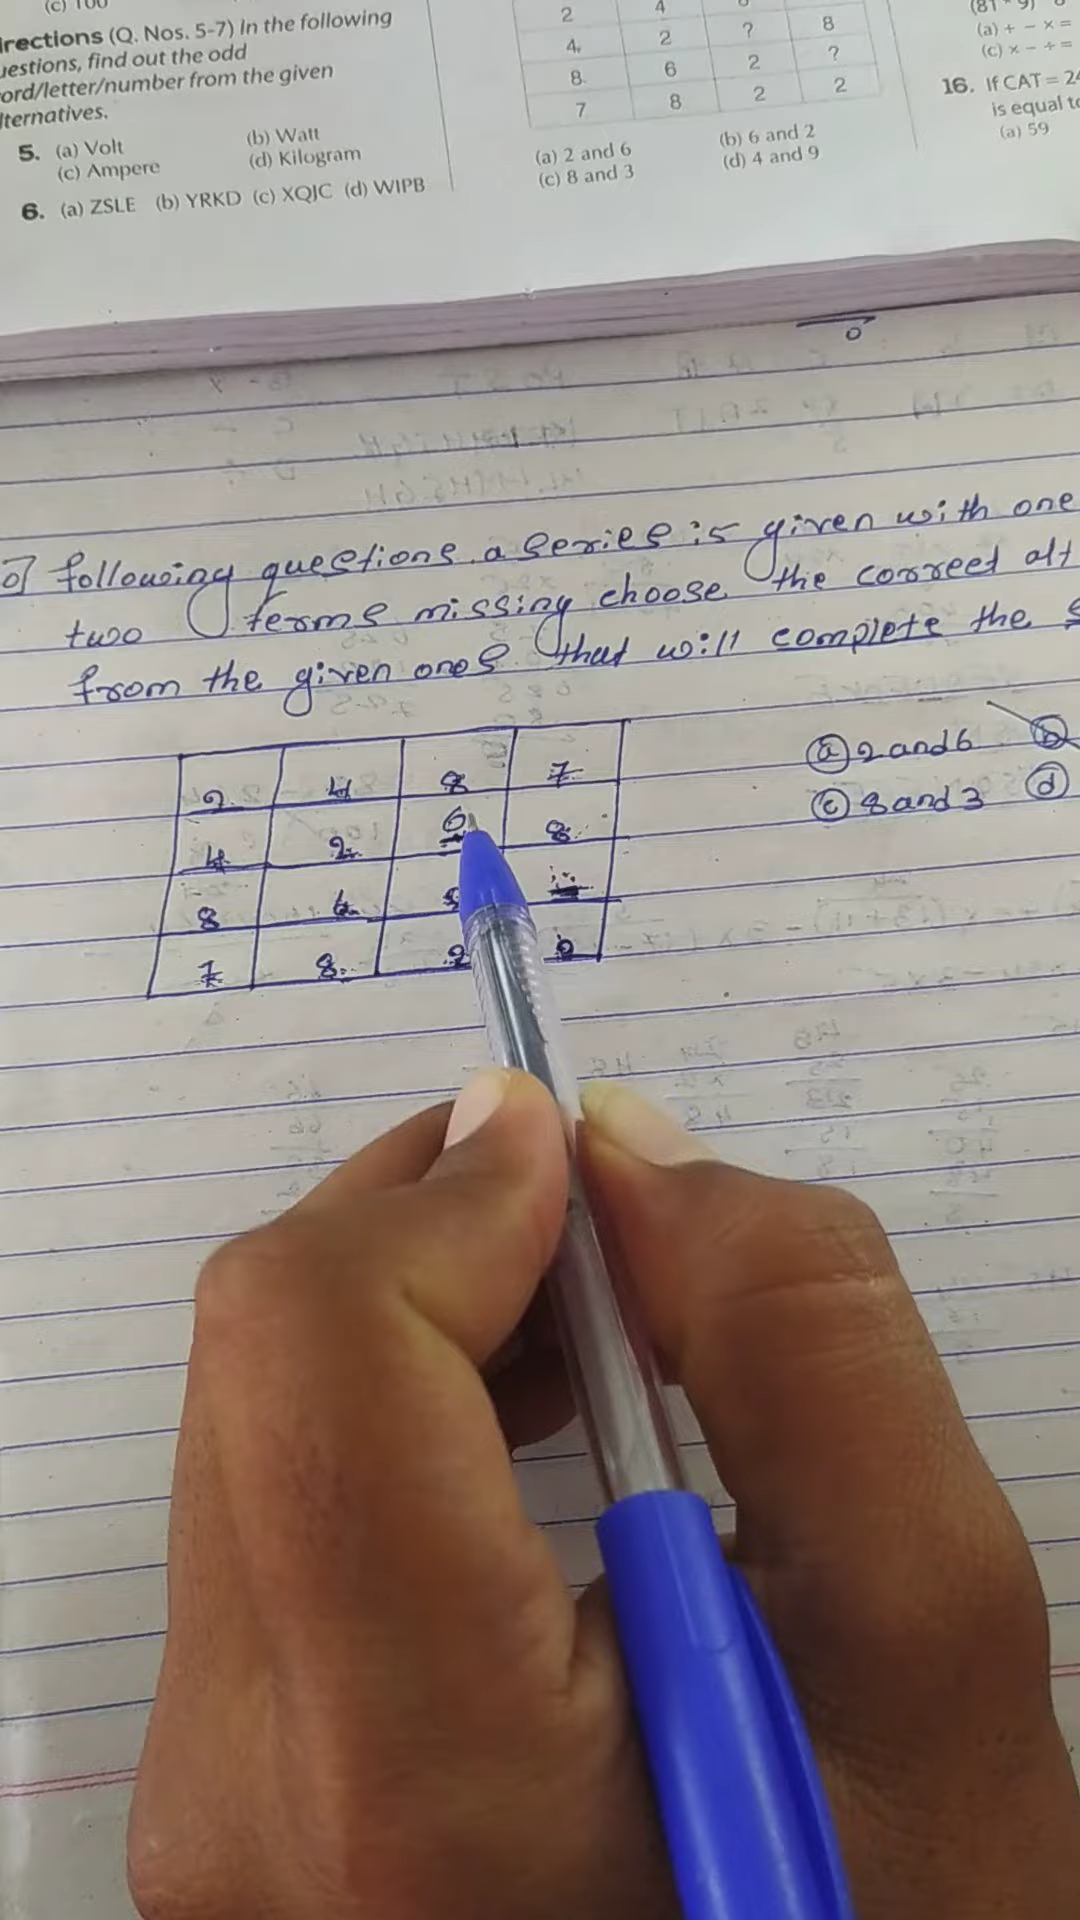 (c) 100
irections (Q. Nos. 5-7) In the following
uestions, find out the odd
ord/letter/number from the given
lternatives.
5. (a) Volt (b) Watt
(c) Ampere (d) Kilogram
6. (a) ZSLE (b) YRKD (c) XQJC (d) WIPB
2 4
4 2 ? 8
8 6 2 ?
7 8 2 2
(a) 2 and 6 (b) 6 and 2
(c) 8 and 3 (d) 4 and 9
(a) + − × =
(c) × − ÷ =
16. If CAT = 24
is equal to
(a) 59
following questions a series is given with one
two terms missing choose the correct alt
from the given ones that will complete the s
2 4 8 7
4 2 6 8
8 6
7 8 2
(a) 2 and 6 (b)
(c) 8 and 3 (d)